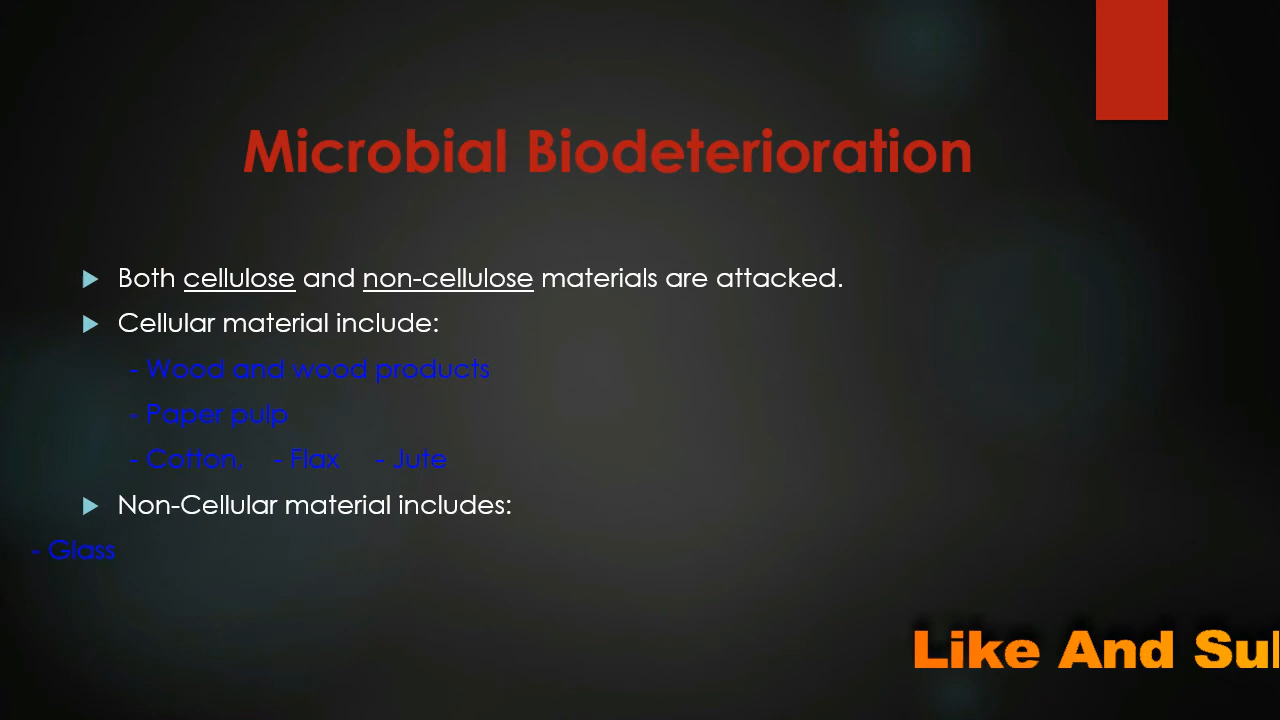 Microbial Biodeterioration
Both cellulose and non-cellulose materials are attacked.
Cellular material include:
- Wood and wood products
- Paper pulp
- Cotton, - Flax - Jute
Non-Cellular material includes:
- Glass
Like And